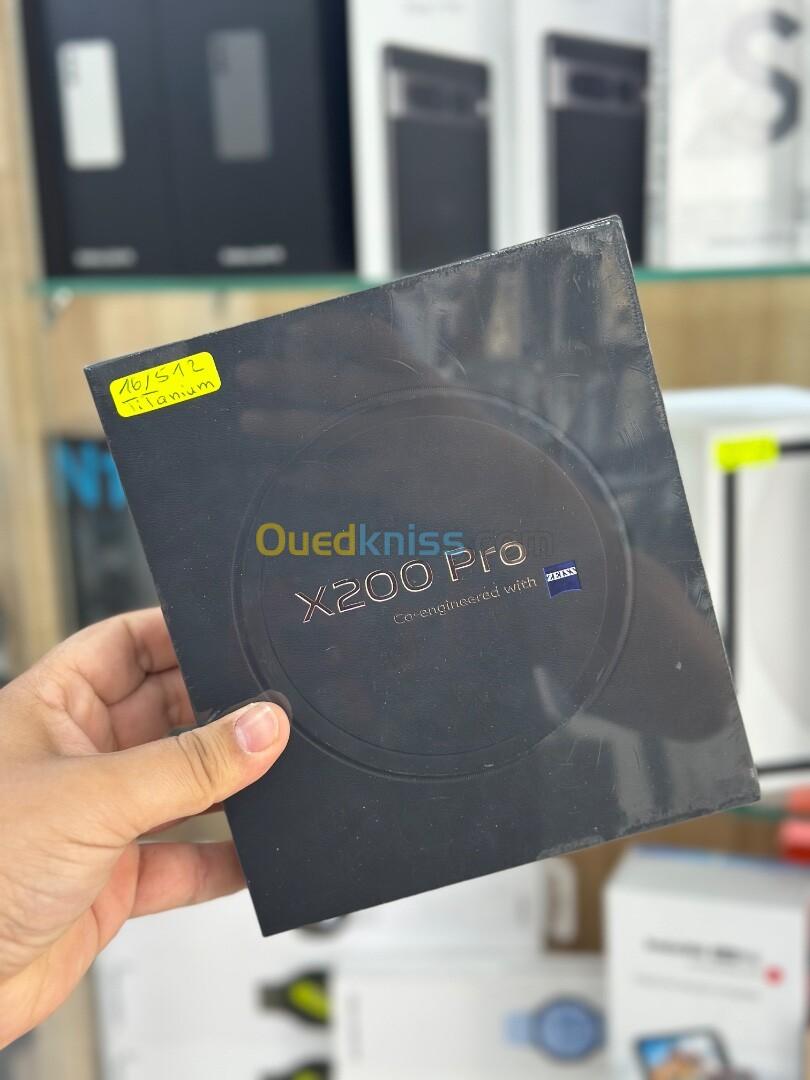 16/512
TiTanium
Ouedkniss.com
X200 Pro
Co-engineered with
ZEISS
S